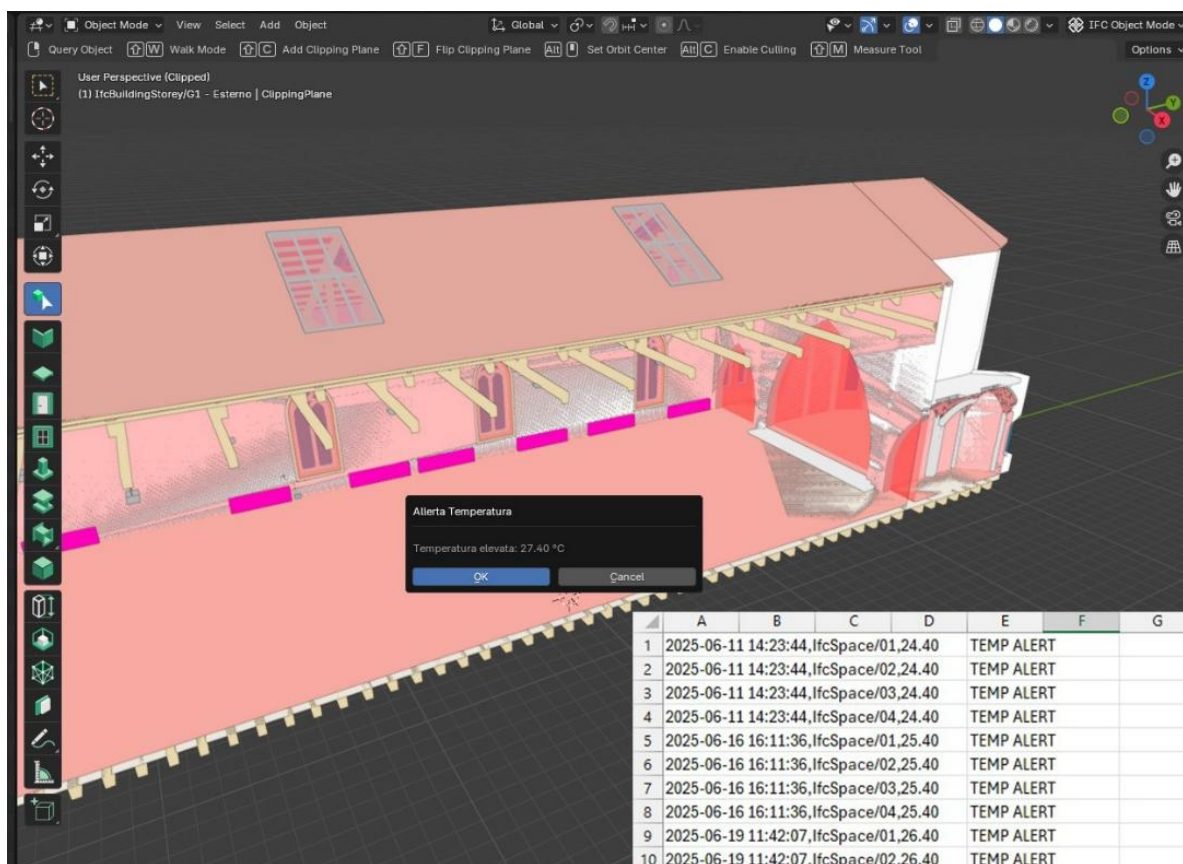 Object Mode View Select Add Object Global IFC Object Mode
Query Object W Walk Mode C Add Clipping Plane F Flip Clipping Plane Alt Set Orbit Center Alt C Enable Culling M Measure Tool Options
User Perspective (Clipped)
(1) IfcBuildingStorey/G1 - Esterno | ClippingPlane
Z
Y
X
Allerta Temperatura
Temperatura elevata: 27.40 °C
OK Cancel
A B C D E F G
1 2025-06-11 14:23:44,IfcSpace/01,24.40 TEMP ALERT
2 2025-06-11 14:23:44,IfcSpace/02,24.40 TEMP ALERT
3 2025-06-11 14:23:44,IfcSpace/03,24.40 TEMP ALERT
4 2025-06-11 14:23:44,IfcSpace/04,24.40 TEMP ALERT
5 2025-06-16 16:11:36,IfcSpace/01,25.40 TEMP ALERT
6 2025-06-16 16:11:36,IfcSpace/02,25.40 TEMP ALERT
7 2025-06-16 16:11:36,IfcSpace/03,25.40 TEMP ALERT
8 2025-06-16 16:11:36,IfcSpace/04,25.40 TEMP ALERT
9 2025-06-19 11:42:07,IfcSpace/01,26.40 TEMP ALERT
10 2025-06-19 11:42:07,IfcSpace/02,26.40 TEMP ALERT